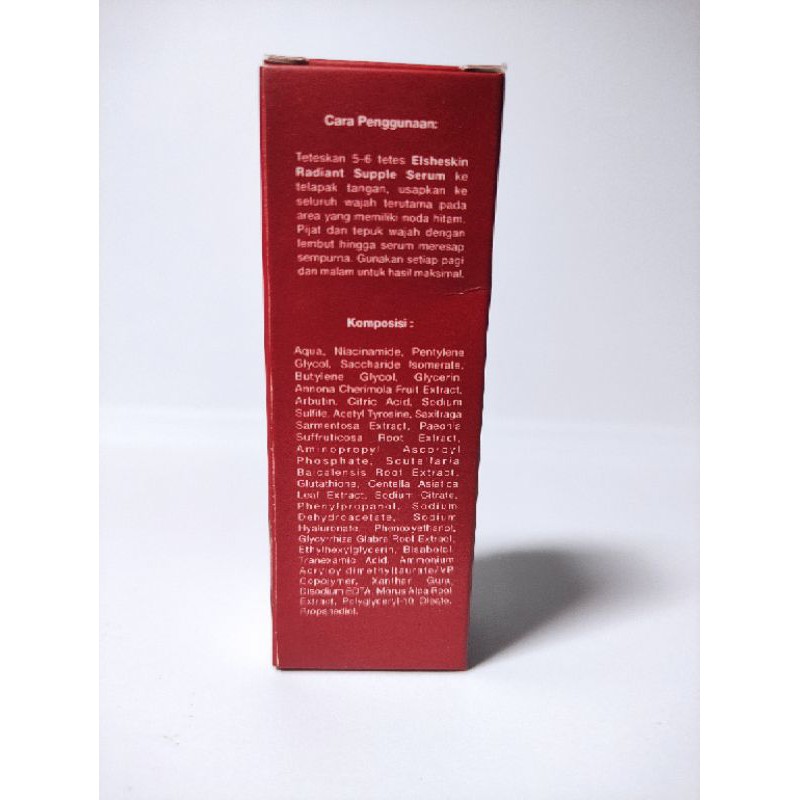 Cara Penggunaan:
Teteskan 5-6 tetes Elsheskin
Radiant Supple Serum ke
telapak tangan, usapkan ke
seluruh wajah terutama pada
area yang memiliki noda hitam.
Pijat dan tepuk wajah dengan
lembut hingga serum meresap
sempurna. Gunakan setiap pagi
dan malam untuk hasil maksimal.
Komposisi :
Aqua, Niacinamide, Pentylene
Glycol, Saccharide Isomerate,
Butylene Glycol, Glycerin,
Annona Cherimola Fruit Extract,
Arbutin, Citric Acid, Sodium
Sulfite, Acetyl Tyrosine, Saxifraga
Sarmentosa Extract, Paeonia
Suffruticosa Root Extract,
Aminopropyl Ascorbyl
Phosphate, Scutellaria
Baicalensis Root Extract,
Glutathione, Centella Asiatica
Leaf Extract, Sodium Citrate,
Phenylpropanol, Sodium
Dehydroacetate, Sodium
Hyaluronate, Phenoxyethanol,
Glycyrrhiza Glabra Root Extract,
Ethylhexylglycerin, Bisabolol,
Tranexamic Acid, Ammonium
Acryloyldimethyltaurate/VP
Copolymer, Xanthan Gum,
Disodium EDTA, Morus Alba Root
Extract, Polyglyceryl-10 Oleate,
Propanediol.